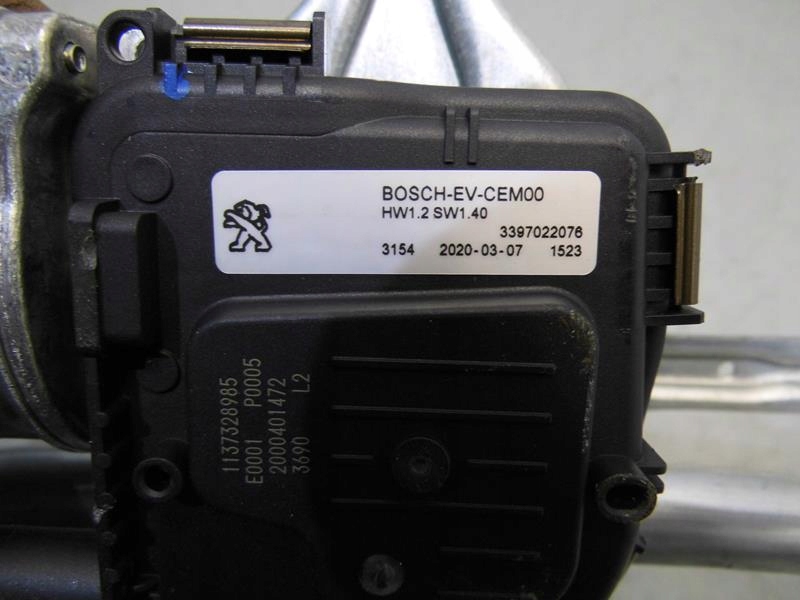 BOSCH-EV-CEM00
HW1.2 SW1.40
3397022076
3154 2020-03-07 1523
1137328985
E0001 P0005
2000401472
3690 L2